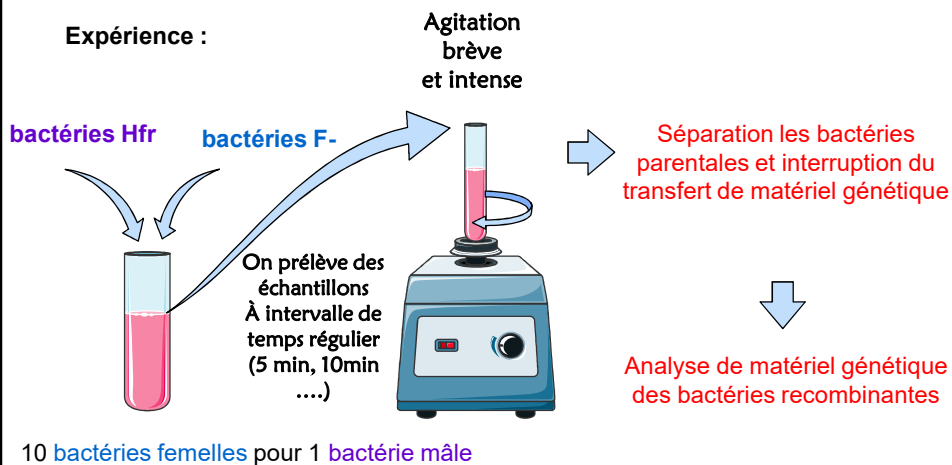 Expérience :
Agitation
brève
et intense
bactéries Hfr
bactéries F-
Séparation les bactéries
parentales et interruption du
transfert de matériel génétique
On prélève des
échantillons
À intervalle de
temps régulier
(5 min, 10min
….)
Analyse de matériel génétique
des bactéries recombinantes
10 bactéries femelles pour 1 bactérie mâle